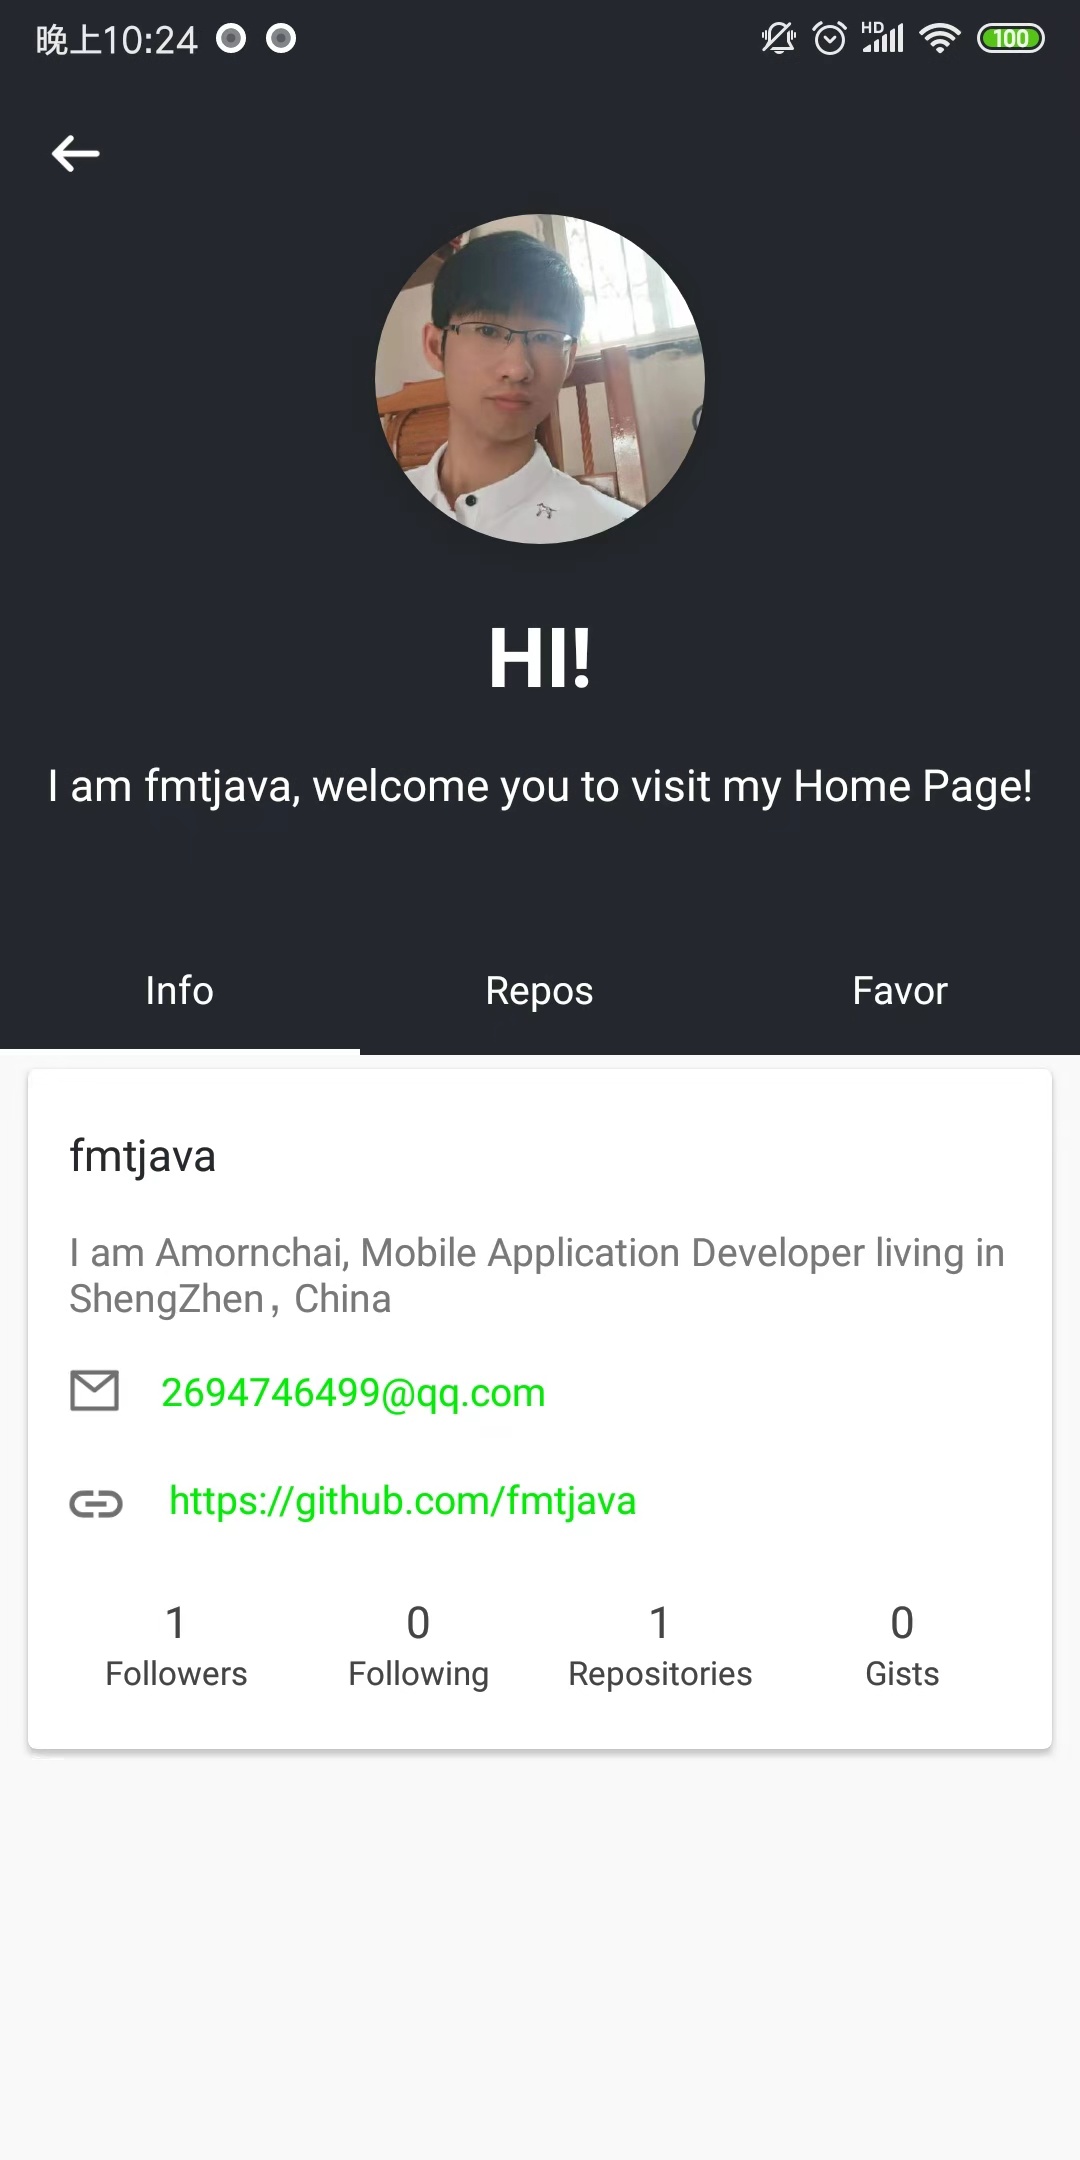 晚上10:24
HD
100
HI!
I am fmtjava, welcome you to visit my Home Page!
Info Repos Favor
fmtjava
I am Amornchai, Mobile Application Developer living in
ShengZhen，China
2694746499@qq.com
https://github.com/fmtjava
1 0 1 0
Followers Following Repositories Gists